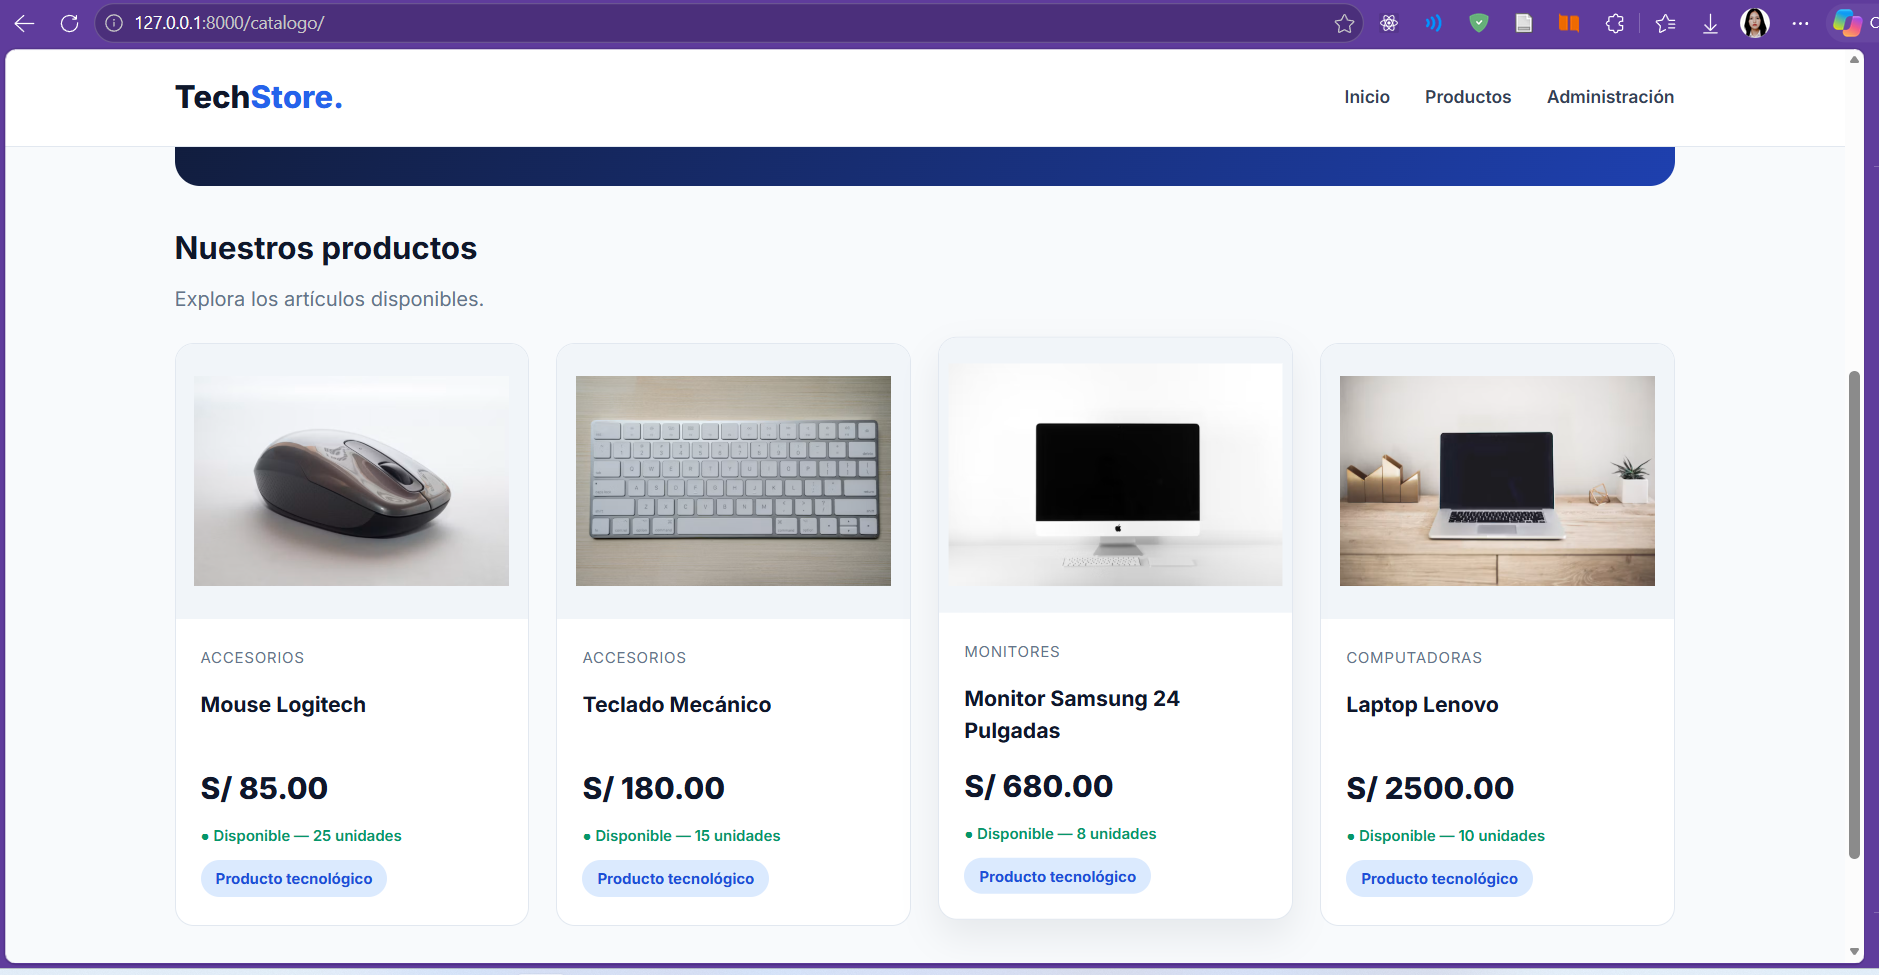 127.0.0.1:8000/catalogo/
TechStore.
Inicio
Productos
Administración
Nuestros productos
Explora los artículos disponibles.
ACCESORIOS
Mouse Logitech
S/ 85.00
● Disponible — 25 unidades
Producto tecnológico
ACCESORIOS
Teclado Mecánico
S/ 180.00
● Disponible — 15 unidades
Producto tecnológico
MONITORES
Monitor Samsung 24
Pulgadas
S/ 680.00
● Disponible — 8 unidades
Producto tecnológico
COMPUTADORAS
Laptop Lenovo
S/ 2500.00
● Disponible — 10 unidades
Producto tecnológico